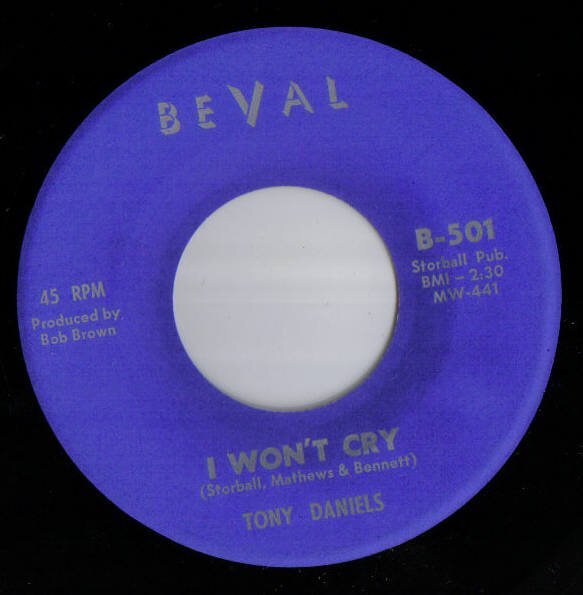 BEVAL
B-501
Storball Pub.
BMI - 2:30
MW-441
45 RPM
Produced by.
Bob Brown
I WON'T CRY
(Storball, Mathews & Bennett)
TONY DANIELS